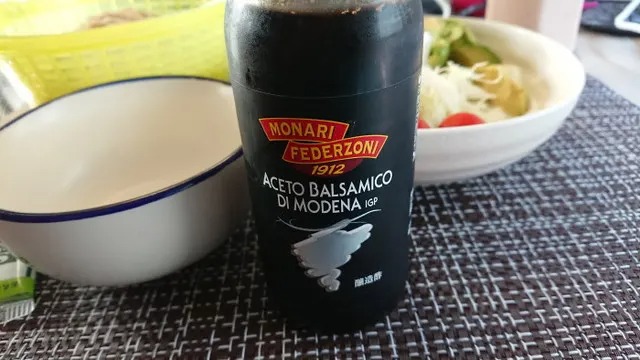 MONARI
FEDERZONI
1912
ACETO BALSAMICO
DI MODENA IGP
醸造酢